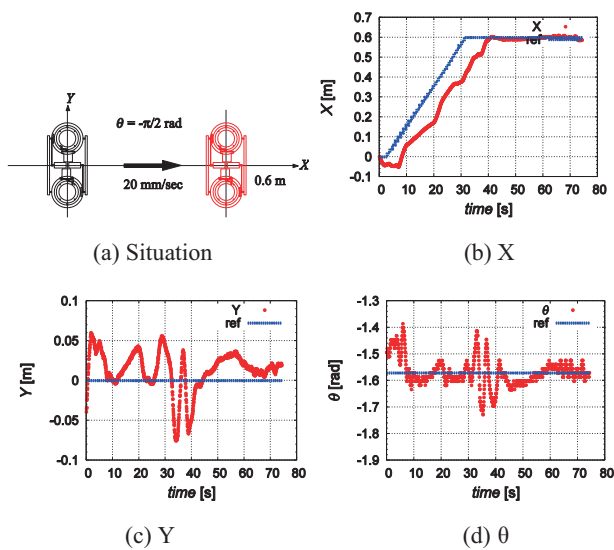 Y
θ = -π/2 rad
X
20 mm/sec
0.6 m
(a) Situation
0.7
0.6
0.5
0.4
0.3
0.2
0.1
0
-0.1
X [m]
X
ref
0 10 20 30 40 50 60 70 80
time [s]
(b) X
0.1
0.05
0
-0.05
-0.1
Y [m]
Y
ref
0 10 20 30 40 50 60 70 80
time [s]
(c) Y
-1.3
-1.4
-1.5
-1.6
-1.7
-1.8
-1.9
θ [rad]
θ
ref
0 10 20 30 40 50 60 70 80
time [s]
(d) θ